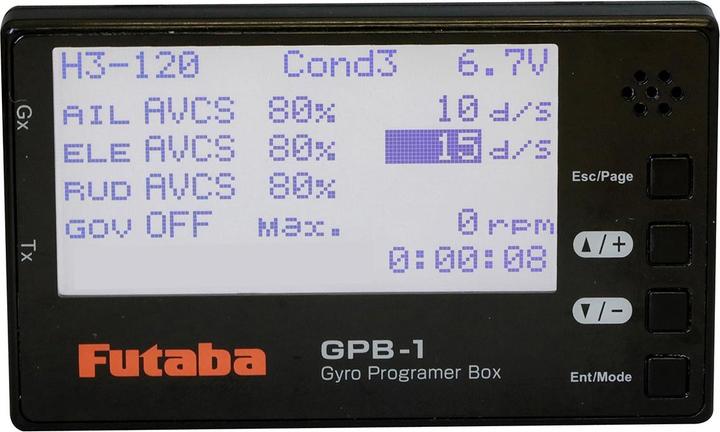 H3-120 Cond3 6.7V
AIL AVCS 80% 10 d/s
ELE AVCS 80% 15 d/s
RUD AVCS 80%
GOV OFF Max. 0 rpm
0:00:08
Gx
Tx
Esc/Page
▲/+
▼/-
Ent/Mode
Futaba
GPB-1
Gyro Programer Box